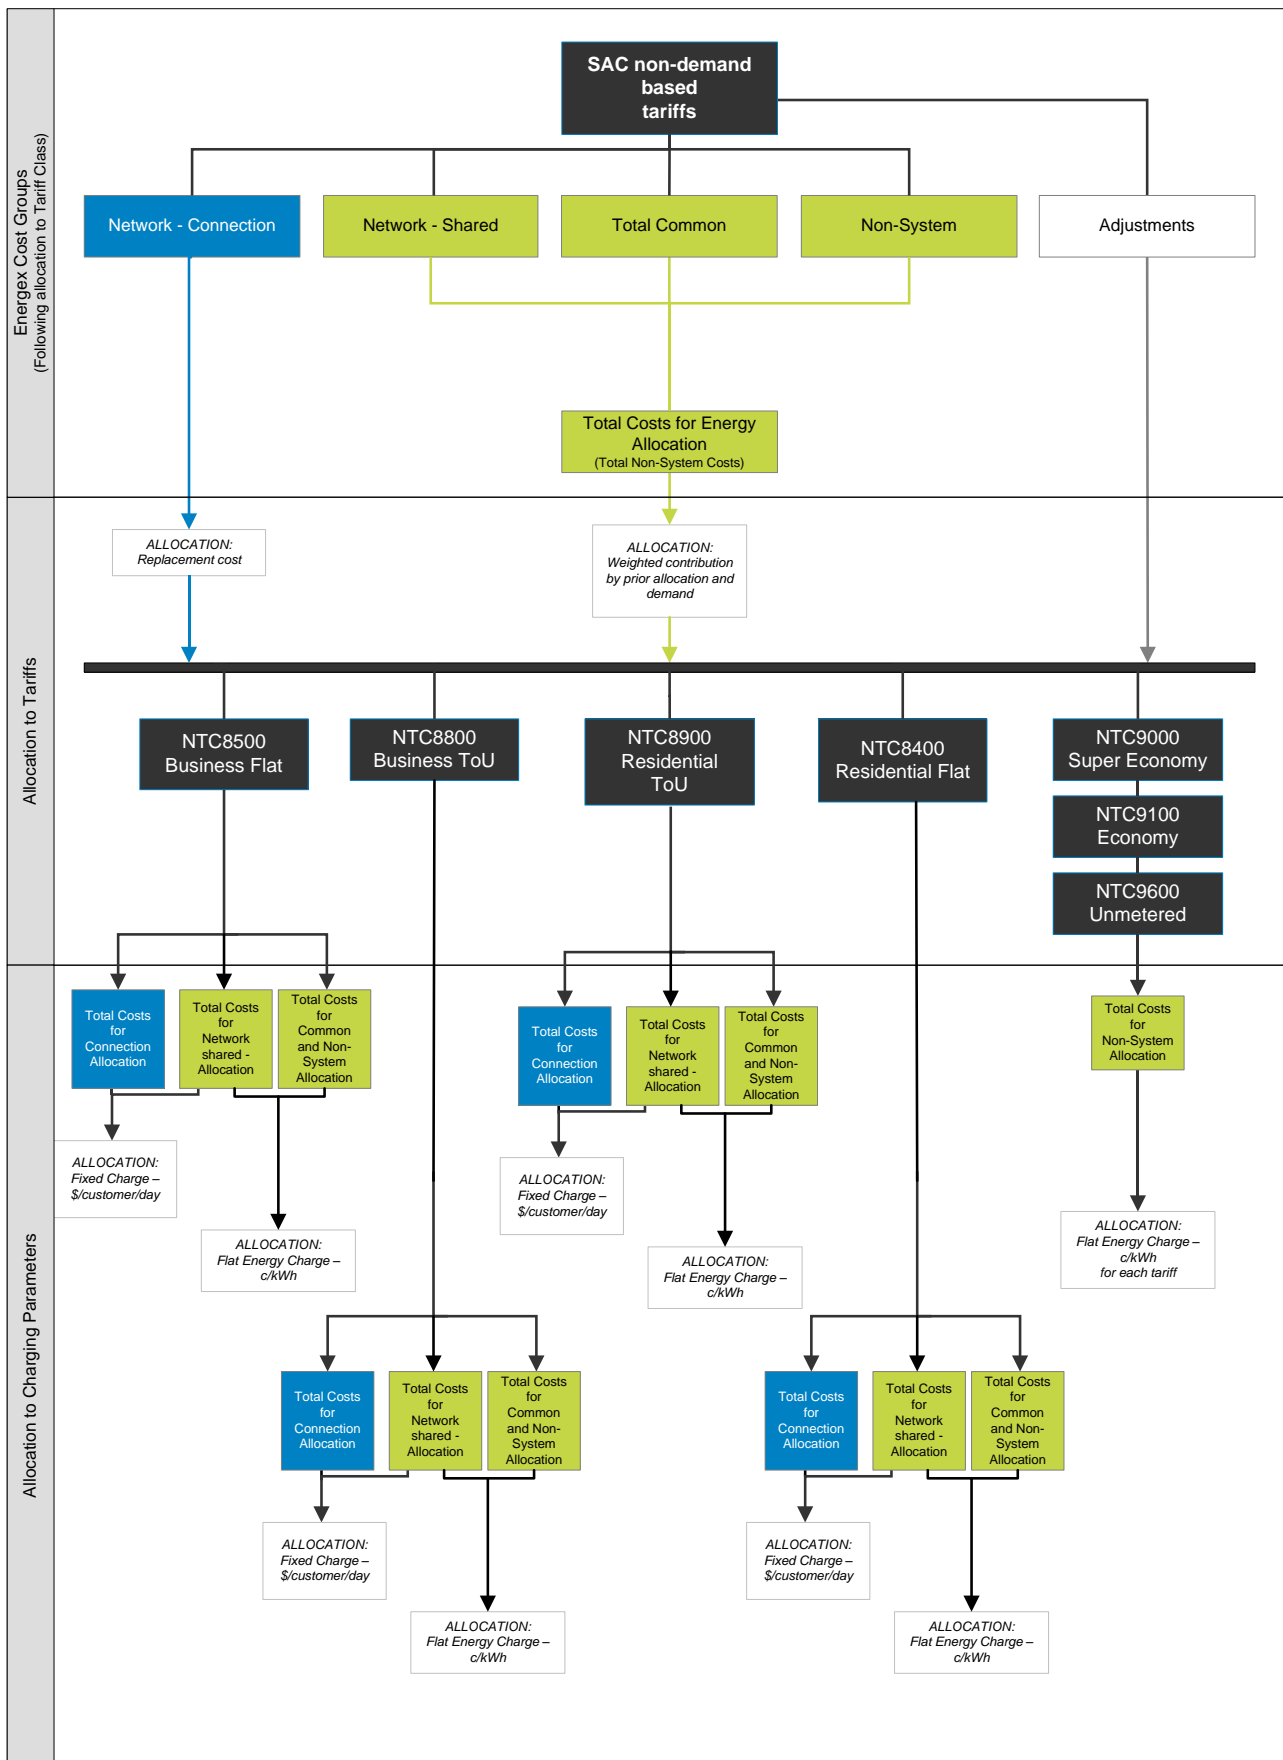 SAC non-demand
based
tariffs
Energex Cost Groups
(Following allocation to Tariff Class)
Network - Connection
Network - Shared
Total Common
Non-System
Adjustments
Total Costs for Energy
Allocation
(Total Non-System Costs)
Allocation to Tariffs
ALLOCATION:
Replacement cost
ALLOCATION:
Weighted contribution
by prior allocation and
demand
NTC8500
Business Flat
NTC8800
Business ToU
NTC8900
Residential
ToU
NTC8400
Residential Flat
NTC9000
Super Economy
NTC9100
Economy
NTC9600
Unmetered
Allocation to Charging Parameters
Total Costs
for
Connection
Allocation
Total Costs
for
Network
shared -
Allocation
Total Costs
for
Common
and Non-
System
Allocation
Total Costs
for
Connection
Allocation
Total Costs
for
Network
shared -
Allocation
Total Costs
for
Common
and Non-
System
Allocation
Total Costs
for
Non-System
Allocation
ALLOCATION:
Fixed Charge –
$/customer/day
ALLOCATION:
Flat Energy Charge –
c/kWh
ALLOCATION:
Fixed Charge –
$/customer/day
ALLOCATION:
Flat Energy Charge –
c/kWh
ALLOCATION:
Flat Energy Charge –
c/kWh
for each tariff
Total Costs
for
Connection
Allocation
Total Costs
for
Network
shared -
Allocation
Total Costs
for
Common
and Non-
System
Allocation
Total Costs
for
Connection
Allocation
Total Costs
for
Network
shared -
Allocation
Total Costs
for
Common
and Non-
System
Allocation
ALLOCATION:
Fixed Charge –
$/customer/day
ALLOCATION:
Flat Energy Charge –
c/kWh
ALLOCATION:
Fixed Charge –
$/customer/day
ALLOCATION:
Flat Energy Charge –
c/kWh